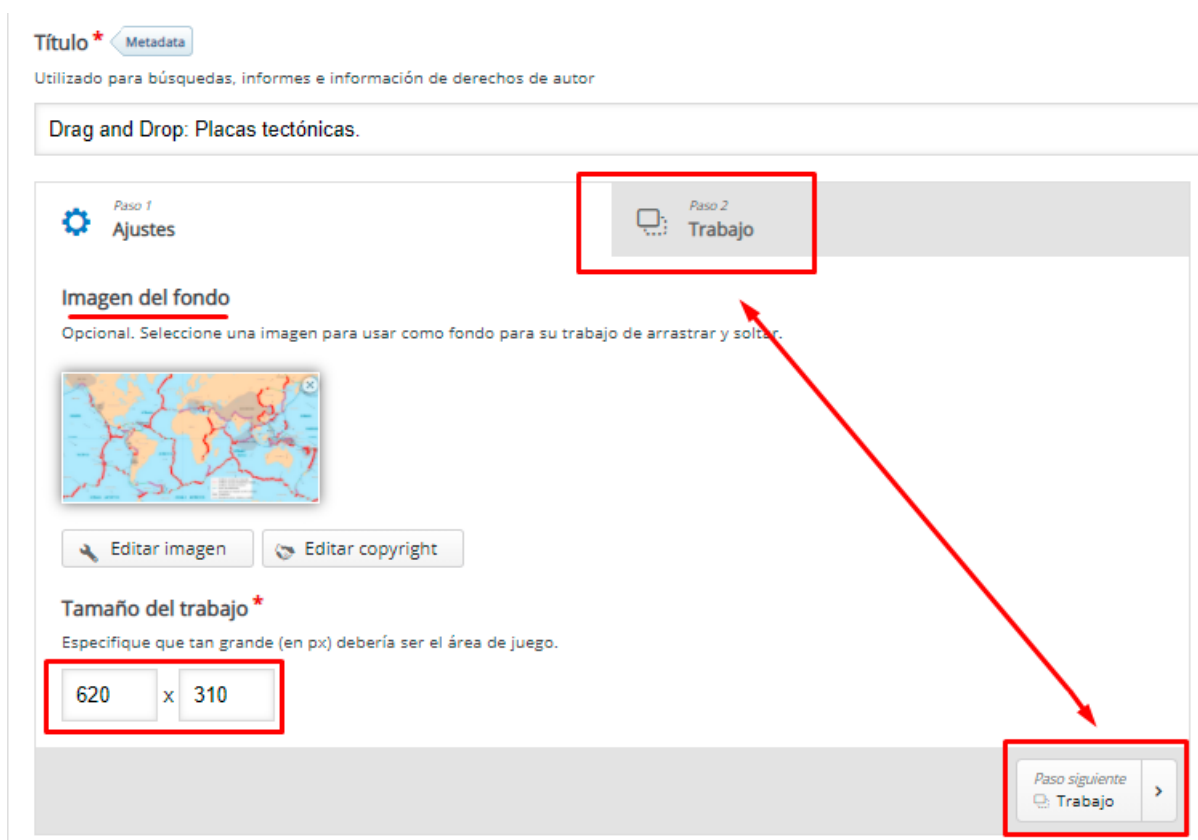 Título * Metadata
Utilizado para búsquedas, informes e información de derechos de autor
Drag and Drop: Placas tectónicas.
Paso 1
Ajustes
Paso 2
Trabajo
Imagen del fondo
Opcional. Seleccione una imagen para usar como fondo para su trabajo de arrastrar y soltar.
Editar imagen
Editar copyright
Tamaño del trabajo *
Especifique que tan grande (en px) debería ser el área de juego.
620 x 310
Paso siguiente
Trabajo